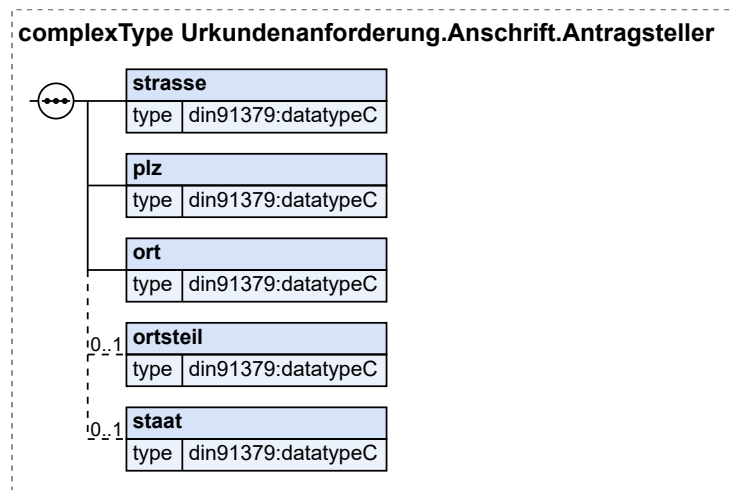 complexType Urkundenanforderung.Anschrift.Antragsteller
strasse
type din91379:datatypeC
plz
type din91379:datatypeC
ort
type din91379:datatypeC
0..1 ortsteil
type din91379:datatypeC
0..1 staat
type din91379:datatypeC